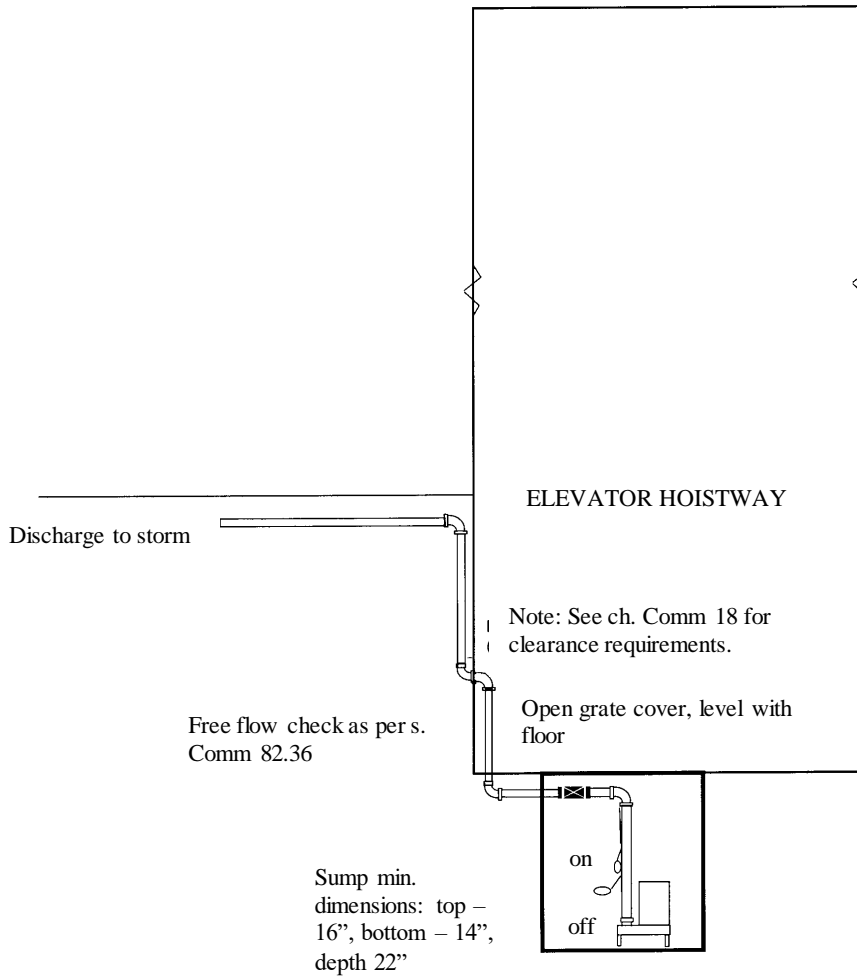 ELEVATOR HOISTWAY
Discharge to storm
Note: See ch. Comm 18 for
clearance requirements.
Open grate cover, level with
floor
Free flow check as per s.
Comm 82.36
on
Sump min.
dimensions: top –
16”, bottom – 14”,
depth 22”
off